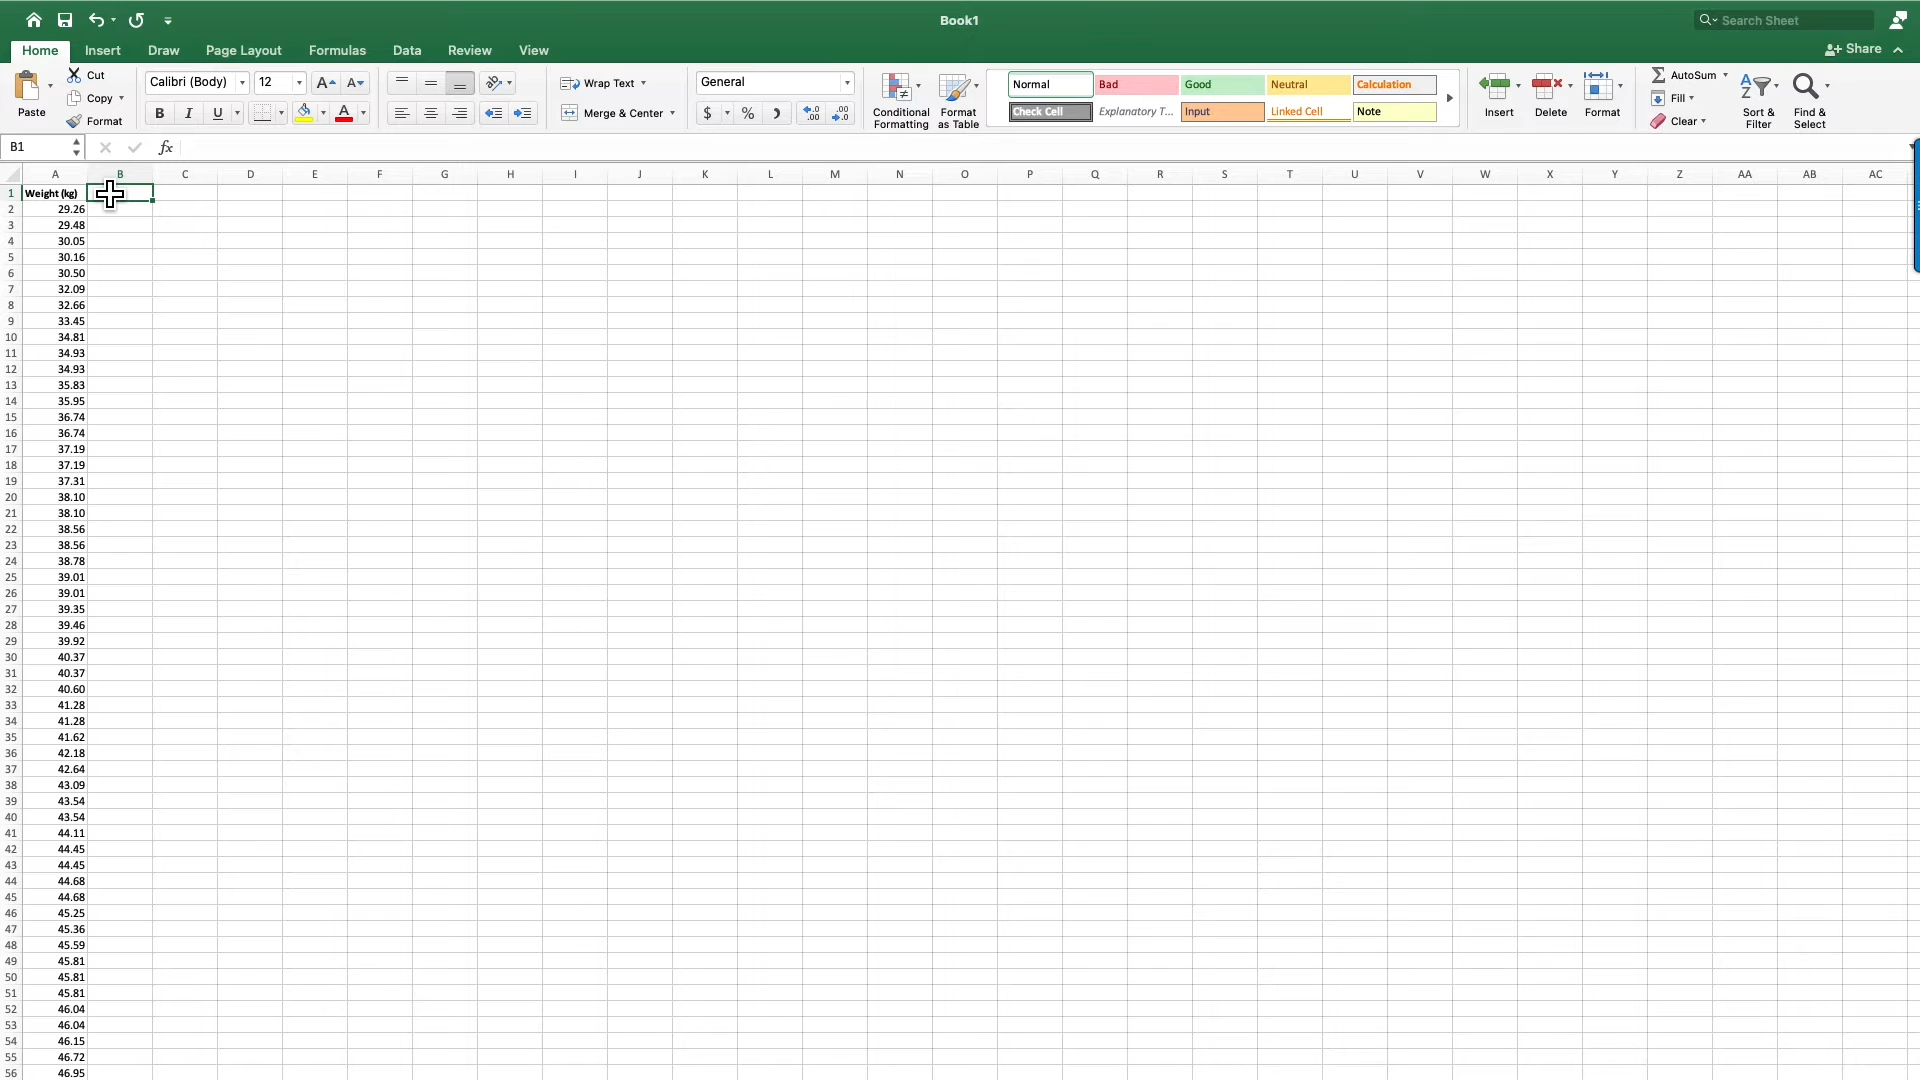 Book1
Search Sheet
Home Insert Draw Page Layout Formulas Data Review View
Share
Paste
Cut
Copy
Format
Calibri (Body) 12
B I U A
Wrap Text
Merge & Center
General
$ %
Conditional Formatting
Format as Table
Normal Bad Good Neutral Calculation
Check Cell Explanatory T... Input Linked Cell Note
Insert Delete Format
AutoSum
Fill
Clear
Sort & Filter
Find & Select
B1 fx
A B C D E F G H I J K L M N O P Q R S T U V W X Y Z AA AB AC
1 Weight (kg)
2 29.26
3 29.48
4 30.05
5 30.16
6 30.50
7 32.09
8 32.66
9 33.45
10 34.81
11 34.93
12 34.93
13 35.83
14 35.95
15 36.74
16 36.74
17 37.19
18 37.19
19 37.31
20 38.10
21 38.10
22 38.56
23 38.56
24 38.78
25 39.01
26 39.01
27 39.35
28 39.46
29 39.92
30 40.37
31 40.37
32 40.60
33 41.28
34 41.28
35 41.62
36 42.18
37 42.64
38 43.09
39 43.54
40 43.54
41 44.11
42 44.45
43 44.45
44 44.68
45 44.68
46 45.25
47 45.36
48 45.59
49 45.81
50 45.81
51 45.81
52 46.04
53 46.04
54 46.15
55 46.72
56 46.95